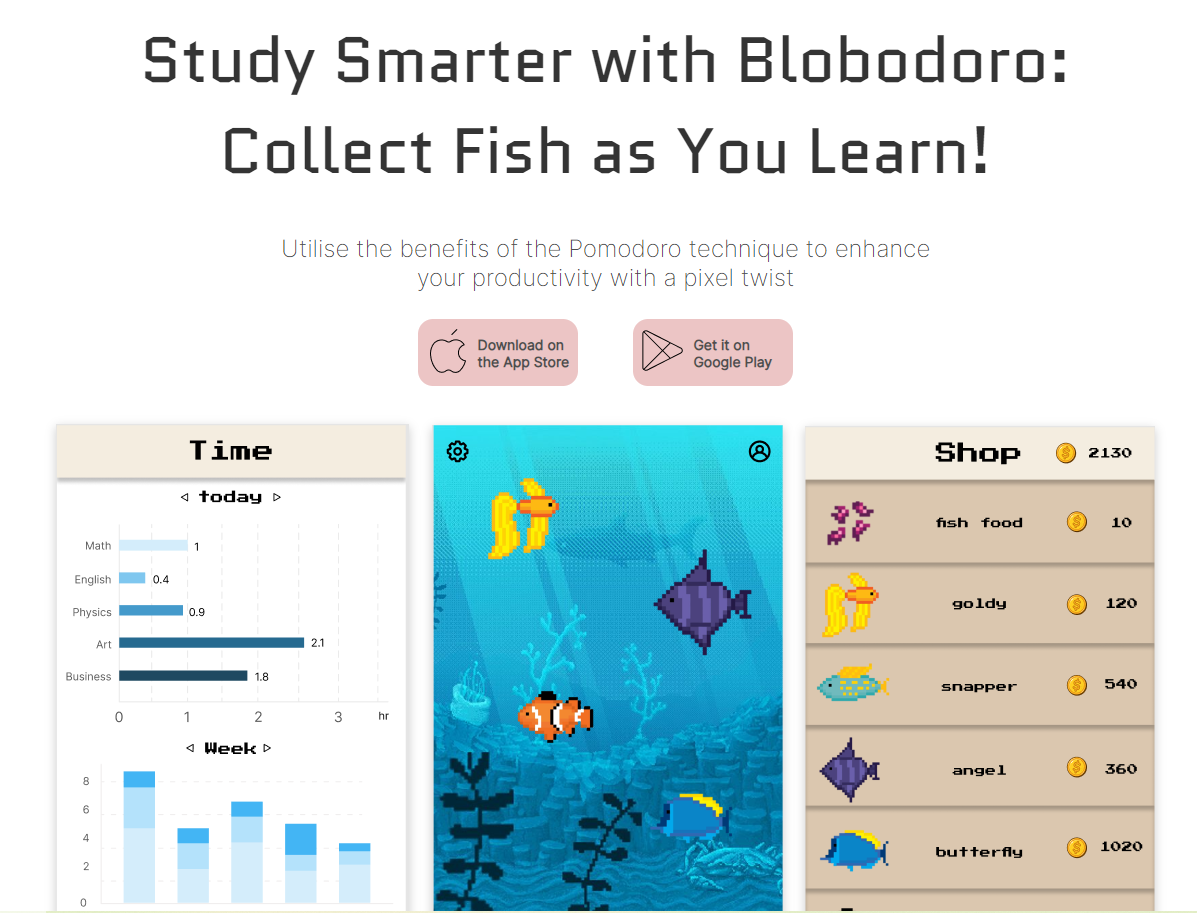 Study Smarter with Blobodoro:
Collect Fish as You Learn!
Utilise the benefits of the Pomodoro technique to enhance
your productivity with a pixel twist
Download on
the App Store
Get it on
Google Play
Time
today
Math 1
English 0.4
Physics 0.9
Art 2.1
Business 1.8
0 1 2 3 hr
Week
8
6
4
2
0
Shop 2130
fish food 10
goldy 120
snapper 540
angel 360
butterfly 1020